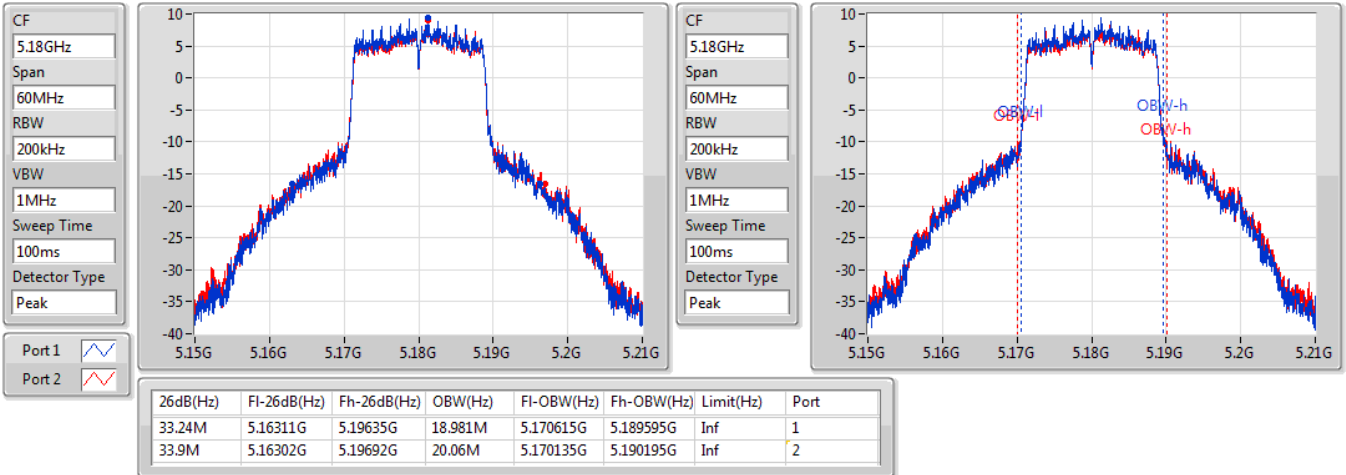 CF
5.18GHz
Span
60MHz
RBW
200kHz
VBW
1MHz
Sweep Time
100ms
Detector Type
Peak
Port 1
Port 2
10
5
0
-5
-10
-15
-20
-25
-30
-35
-40
5.15G 5.16G 5.17G 5.18G 5.19G 5.2G 5.21G
CF
5.18GHz
Span
60MHz
RBW
200kHz
VBW
1MHz
Sweep Time
100ms
Detector Type
Peak
10
5
0
-5
-10
-15
-20
-25
-30
-35
-40
OBW-l
OBW-l
OBW-h
OBW-h
5.15G 5.16G 5.17G 5.18G 5.19G 5.2G 5.21G
26dB(Hz) Fl-26dB(Hz) Fh-26dB(Hz) OBW(Hz) Fl-OBW(Hz) Fh-OBW(Hz) Limit(Hz) Port
33.24M 5.16311G 5.19635G 18.981M 5.170615G 5.189595G Inf 1
33.9M 5.16302G 5.19692G 20.06M 5.170135G 5.190195G Inf 2